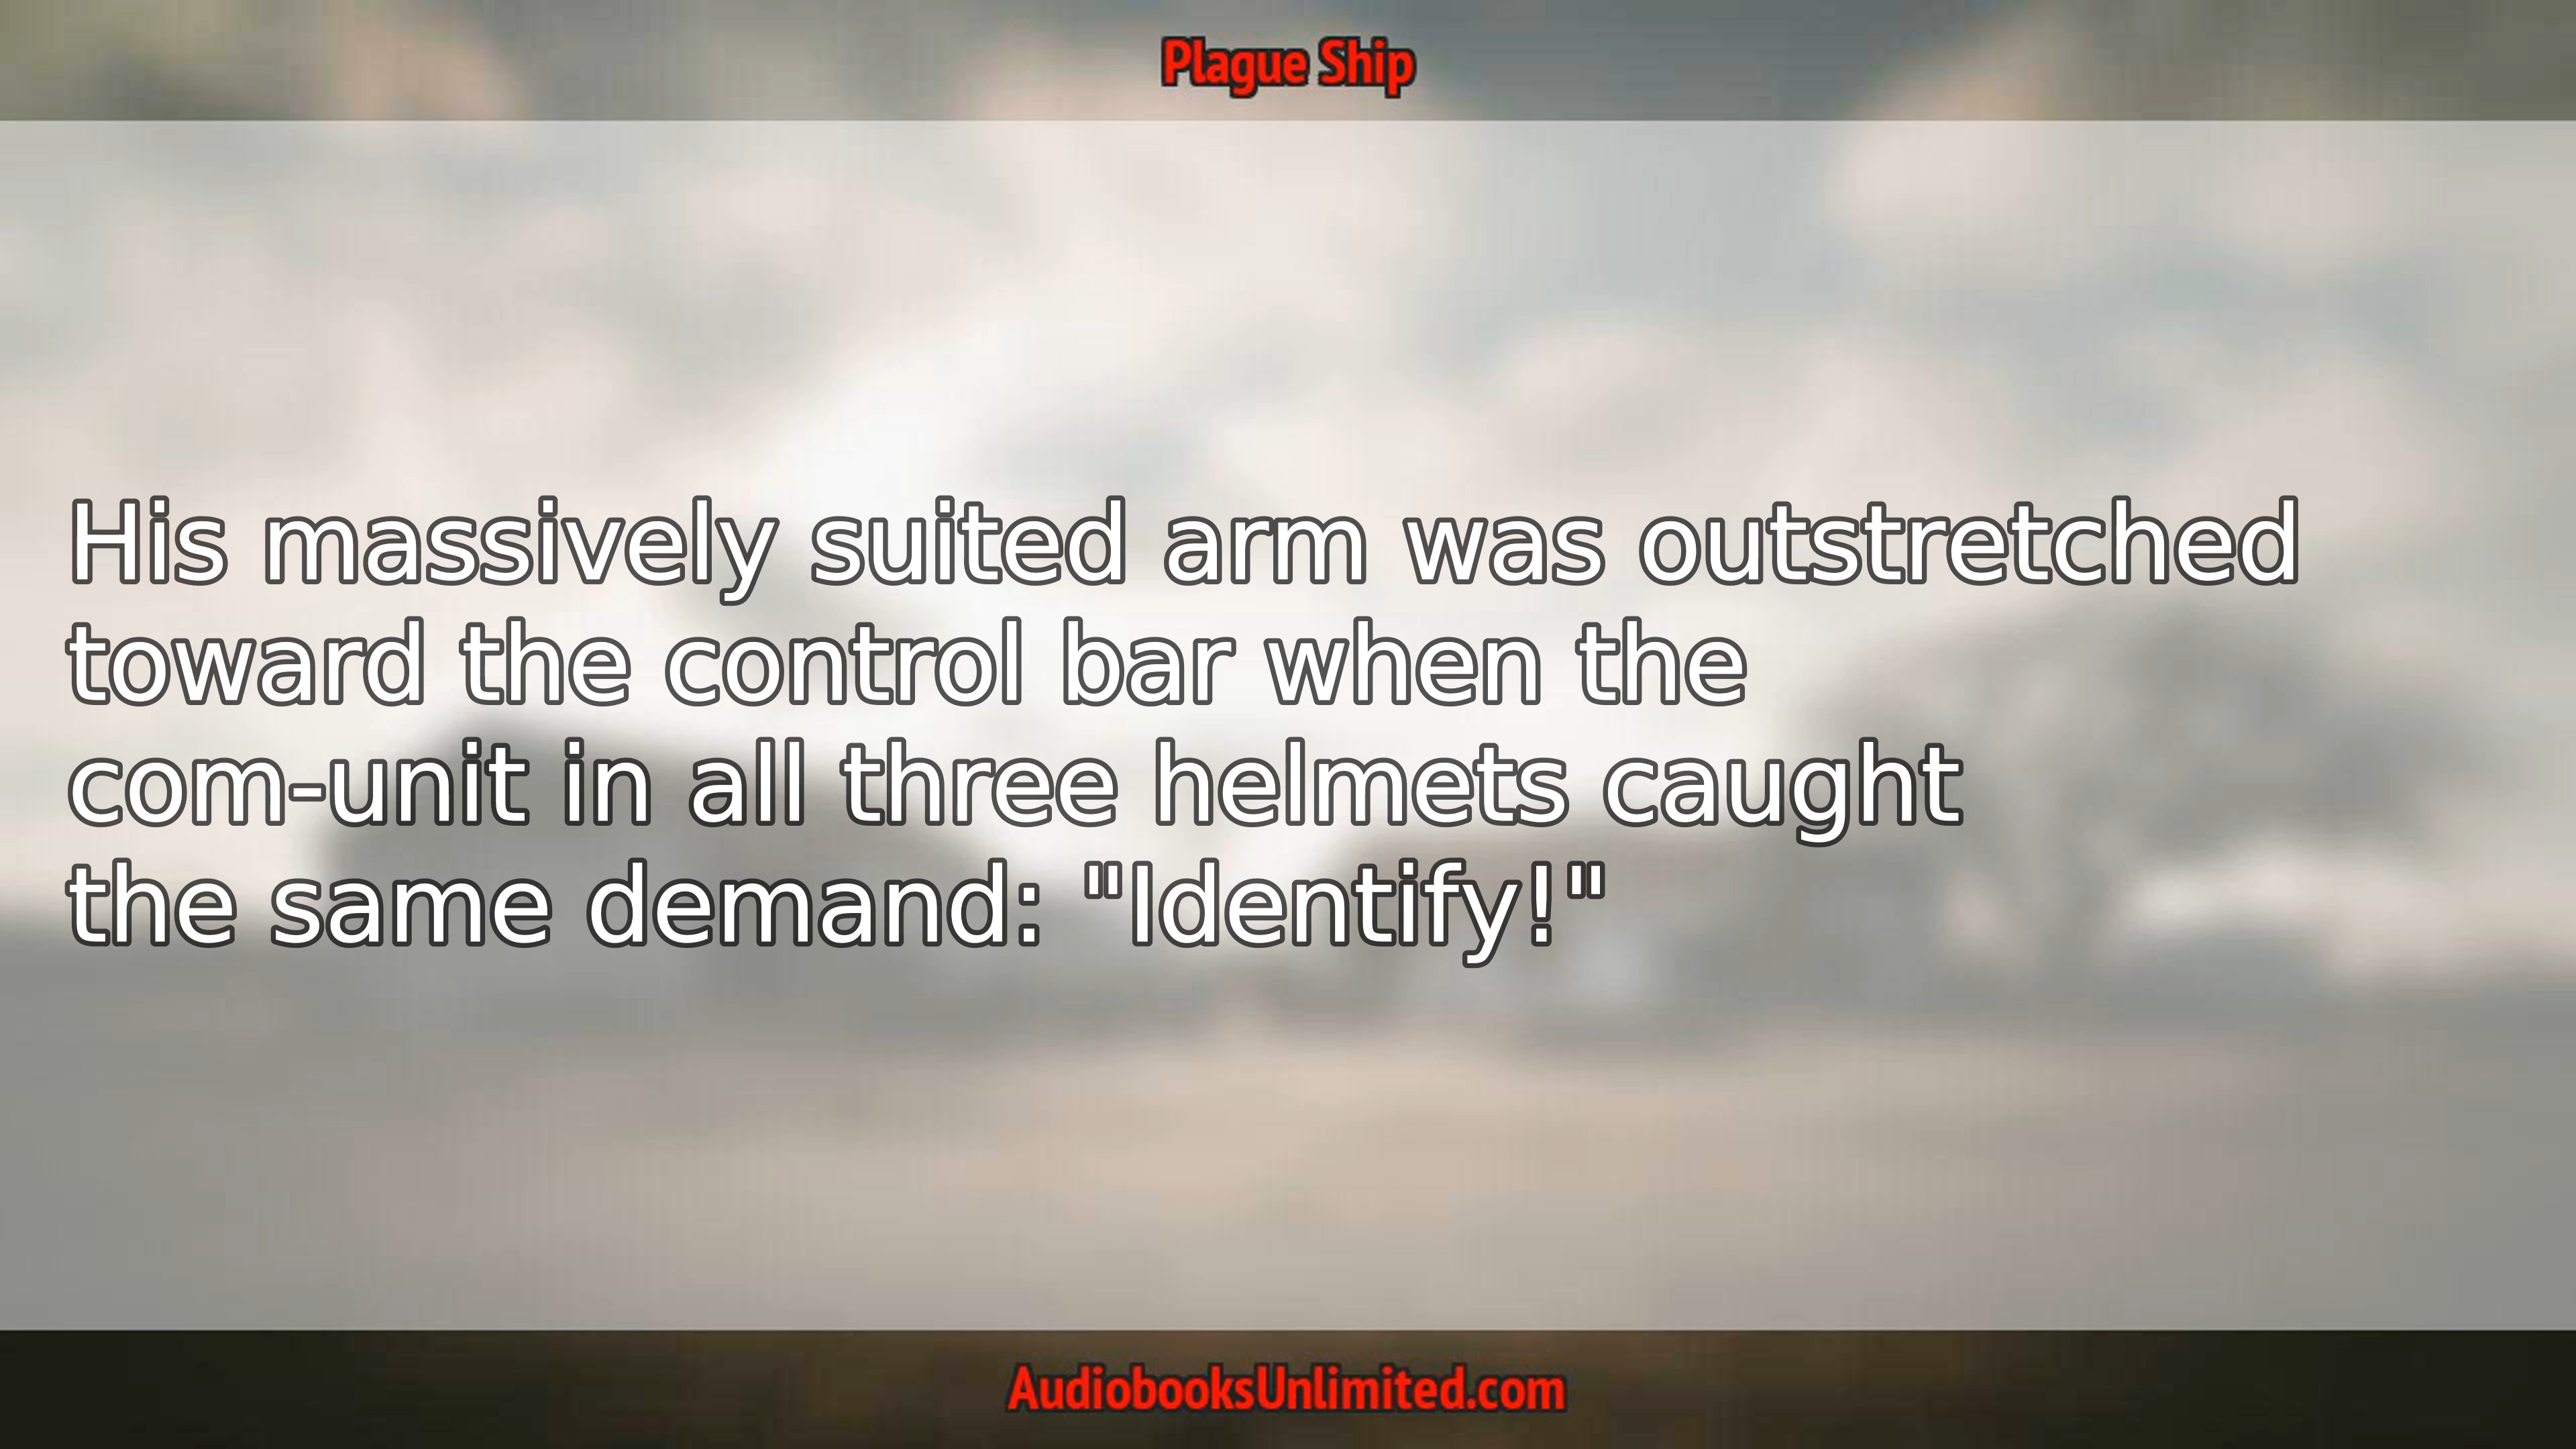 Plague Ship
His massively suited arm was outstretched
toward the control bar when the
com-unit in all three helmets caught
the same demand: "Identify!"
AudiobooksUnlimited.com